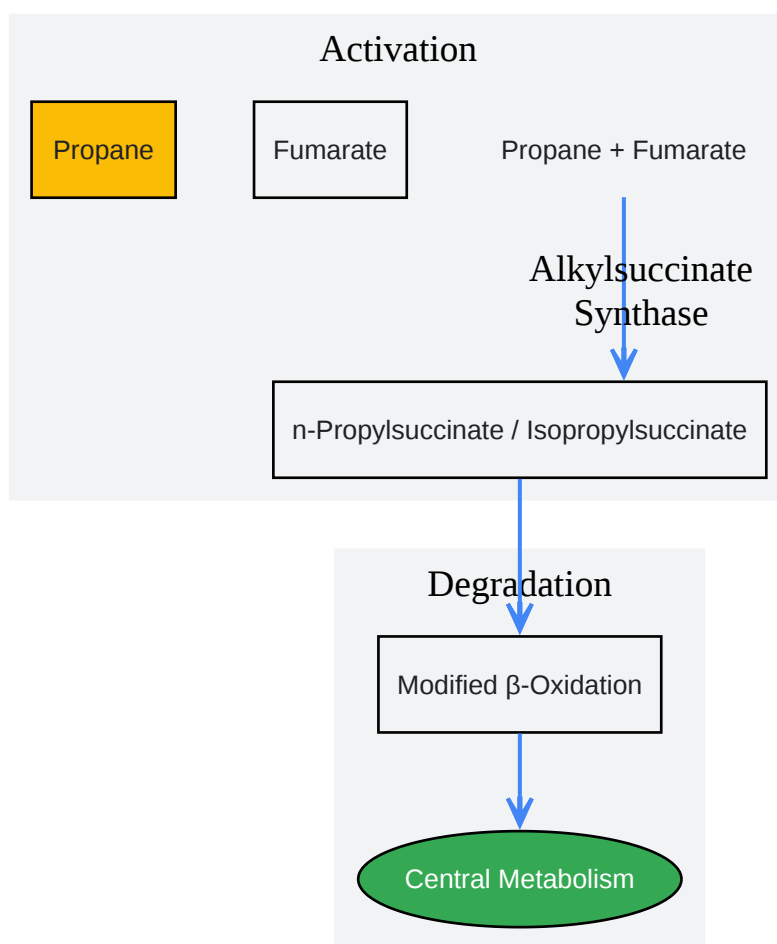 Activation
Propane
Fumarate
Propane + Fumarate
Alkylsuccinate
Synthase
n-Propylsuccinate / Isopropylsuccinate
Degradation
Modified β-Oxidation
Central Metabolism